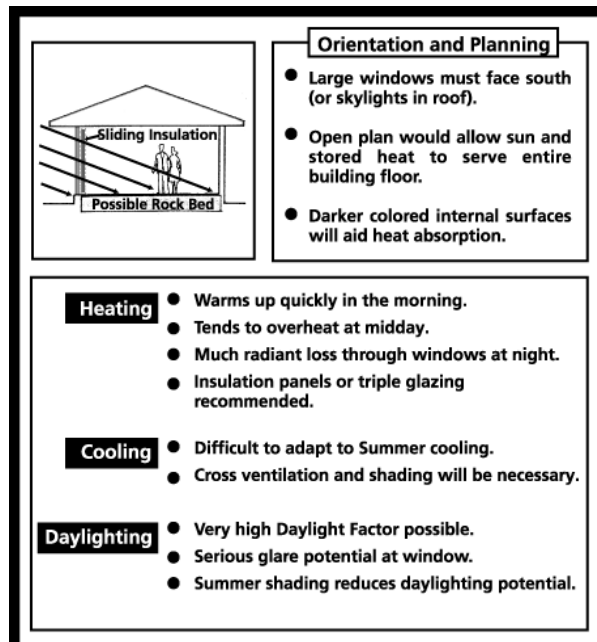 Sliding Insulation
Possible Rock Bed
Orientation and Planning
● Large windows must face south
(or skylights in roof).
● Open plan would allow sun and
stored heat to serve entire
building floor.
● Darker colored internal surfaces
will aid heat absorption.
Heating
● Warms up quickly in the morning.
● Tends to overheat at midday.
● Much radiant loss through windows at night.
● Insulation panels or triple glazing
recommended.
Cooling
● Difficult to adapt to Summer cooling.
● Cross ventilation and shading will be necessary.
Daylighting
● Very high Daylight Factor possible.
● Serious glare potential at window.
● Summer shading reduces daylighting potential.